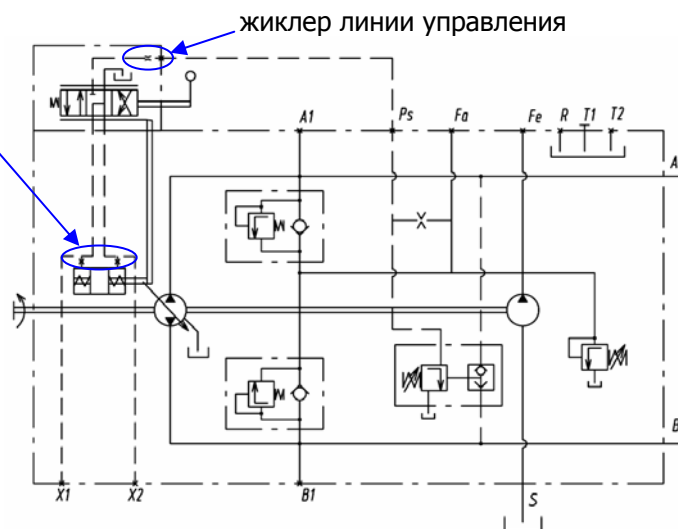 жиклер линии управления
A1 Ps Fa Fe R T1 T2
A
B
X1 X2 B1 S